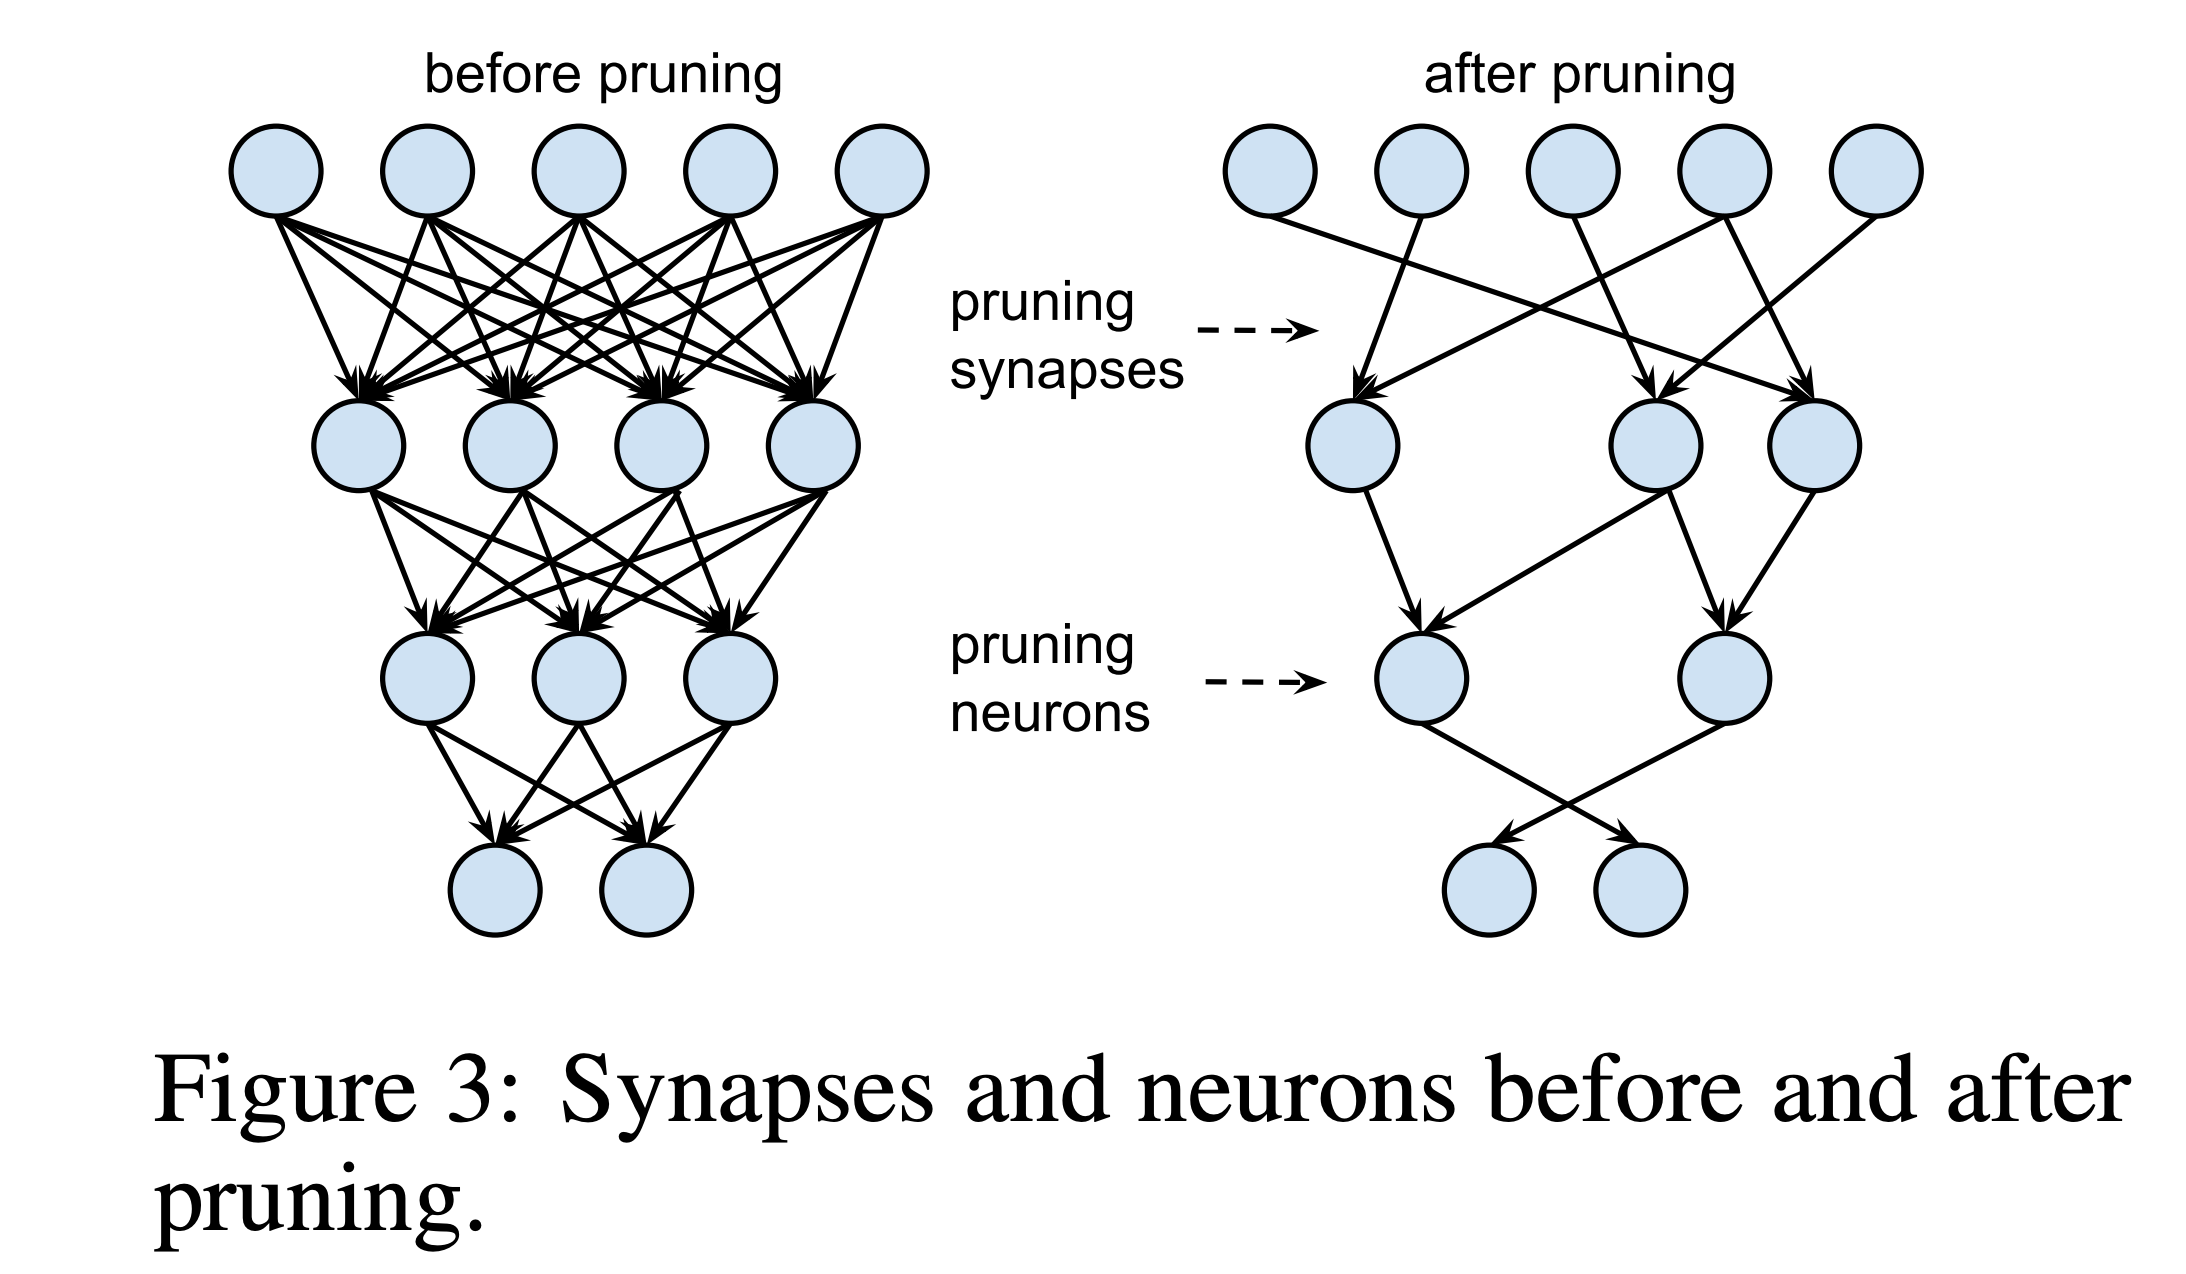 before pruning
after pruning
pruning
synapses
pruning
neurons
Figure 3: Synapses and neurons before and after
pruning.